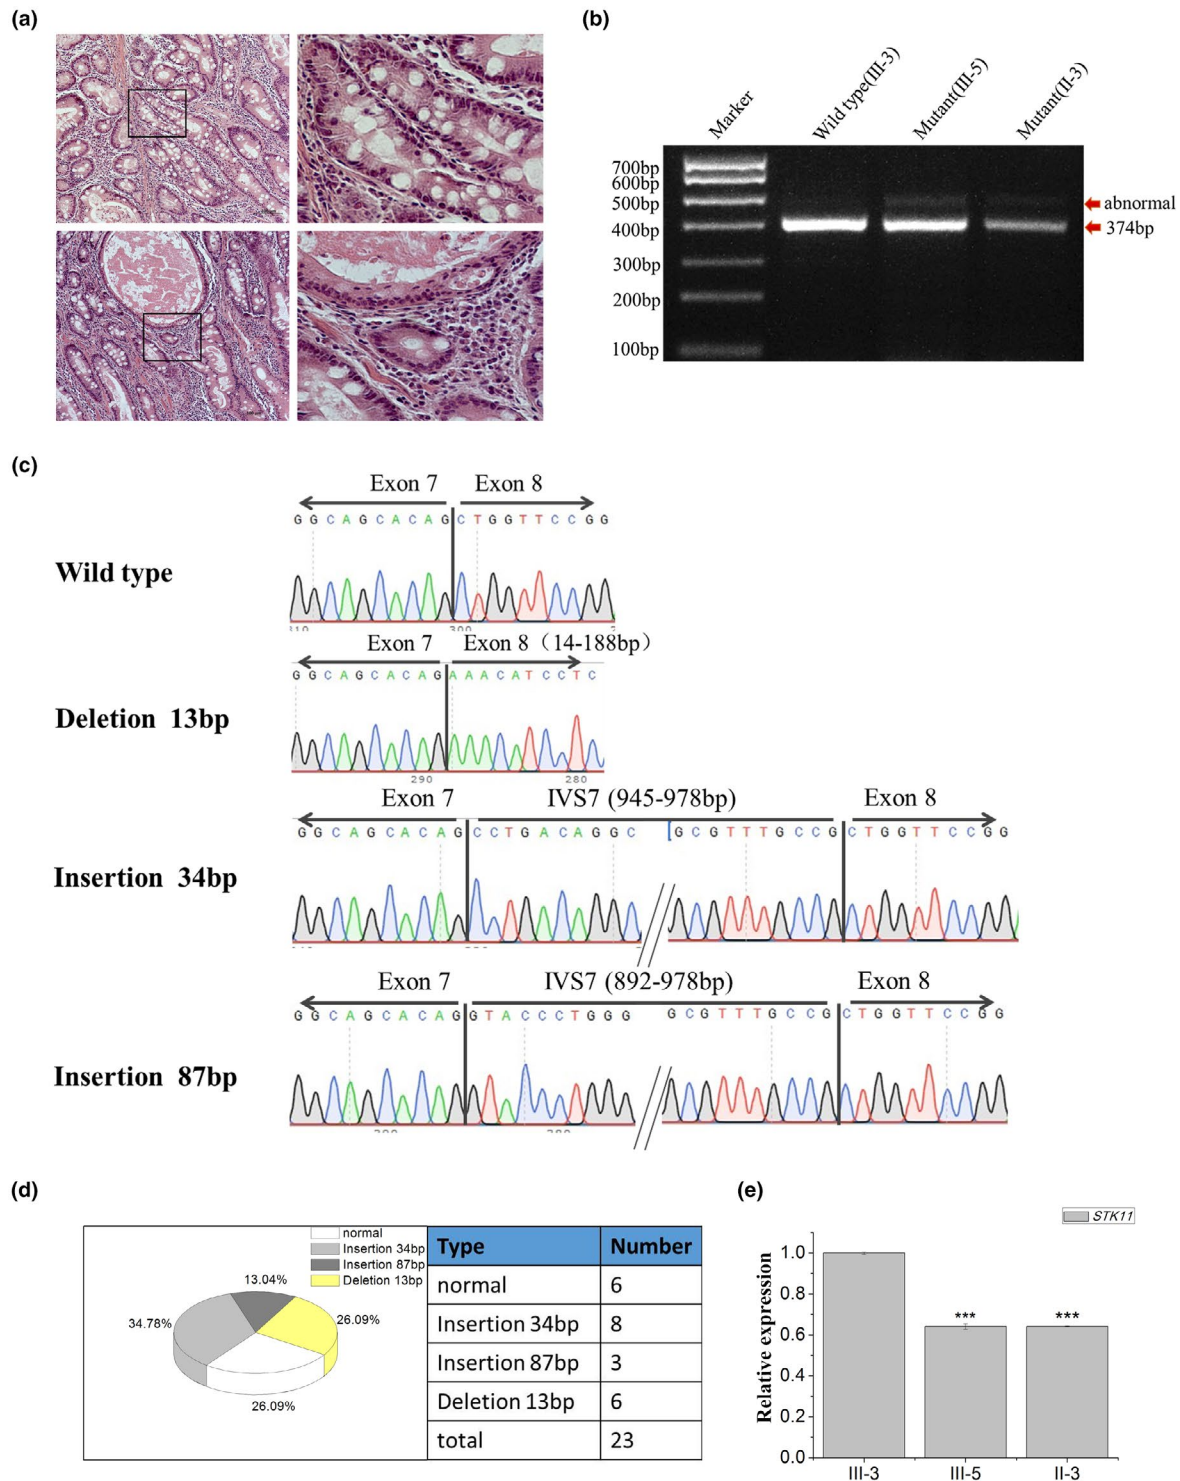 (a)
(b)
Marker
Wild type(III-3)
Mutant(III-5)
Mutant(II-3)
700bp
600bp
500bp
400bp
300bp
200bp
100bp
abnormal
374bp
(c)
Exon 7 Exon 8
G G C A G C A C A G C T G G T T C C G G
Wild type
Exon 7 Exon 8 (14-188bp)
G G C A G C A C A G A A A C A T C C T C
Deletion 13bp
290 280
Exon 7 IVS7 (945-978bp) Exon 8
G G C A G C A C A G C C T G A C A G G C G C G T T T G C C G C T G G T T C C G G
Insertion 34bp
Exon 7 IVS7 (892-978bp) Exon 8
G G C A G C A C A G G T A C C C T G G G G C G T T T G C C G C T G G T T C C G G
Insertion 87bp
(d)
normal
Insertion 34bp
Insertion 87bp
Deletion 13bp
13.04%
34.78%
26.09%
26.09%
Type Number
normal 6
Insertion 34bp 8
Insertion 87bp 3
Deletion 13bp 6
total 23
(e)
STK11
Relative expression
1.0
0.8
0.6
0.4
0.2
0.0
*** ***
III-3 III-5 II-3